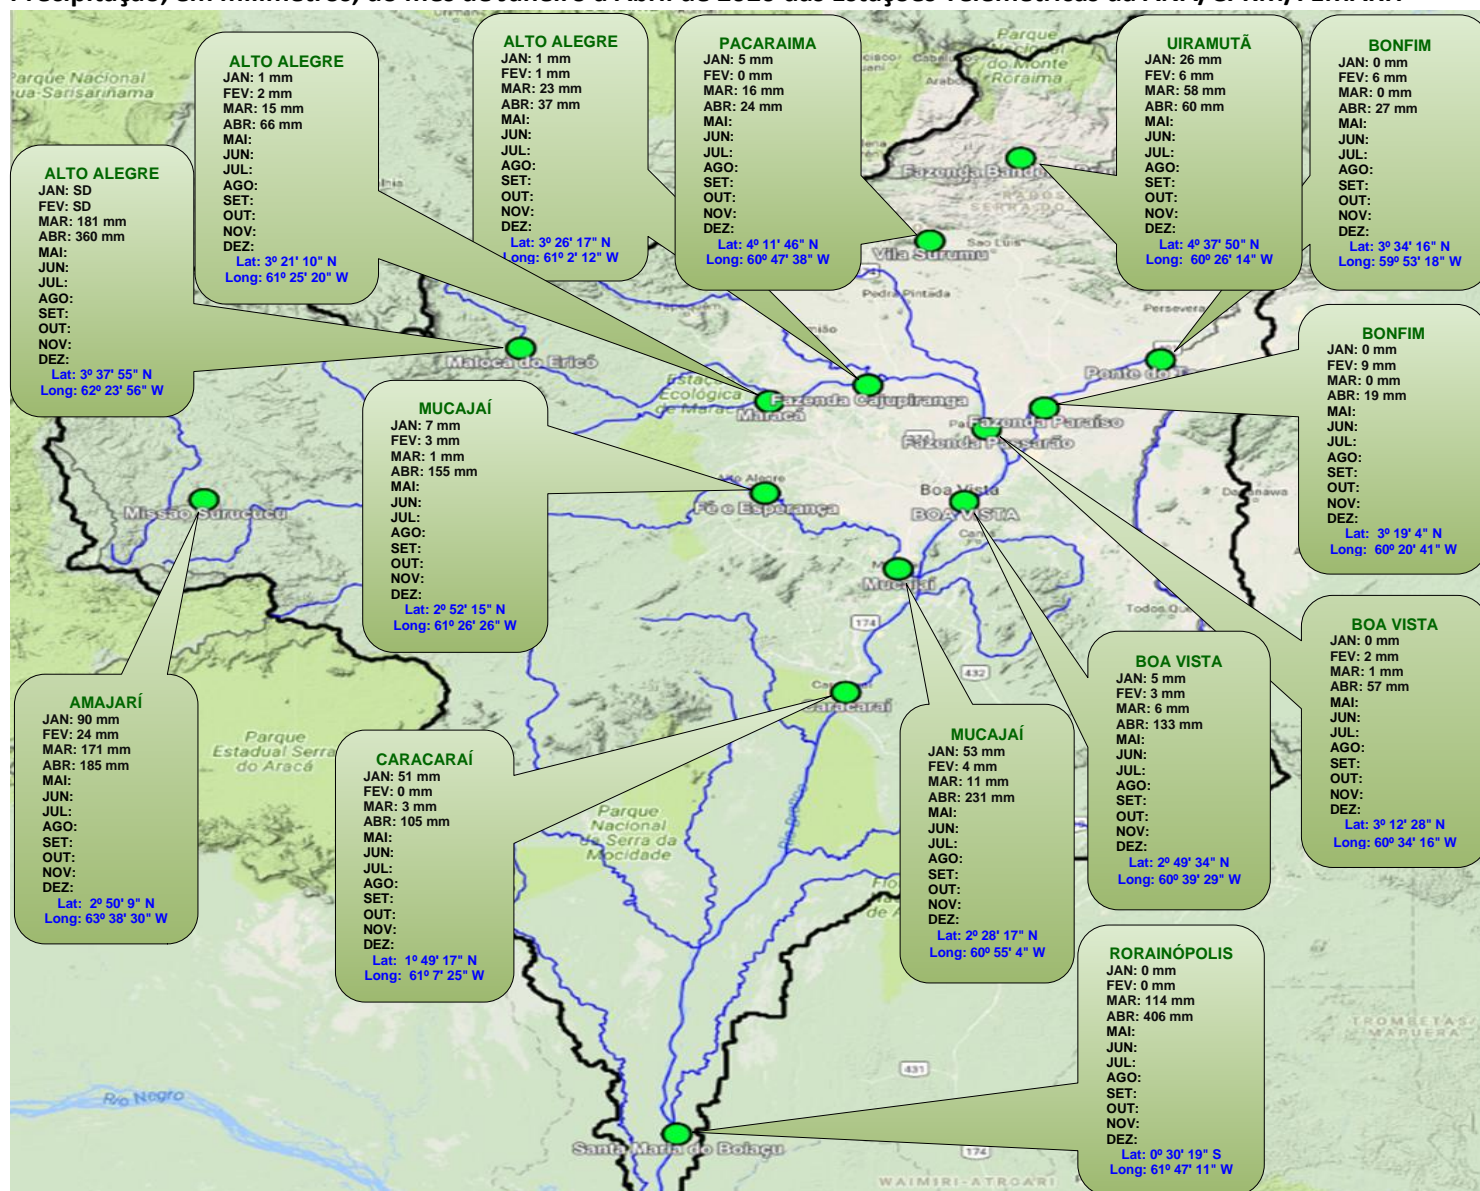 ALTO ALEGRE
JAN: SD
FEV: SD
MAR: 181 mm
ABR: 360 mm
MAI:
JUN:
JUL:
AGO:
SET:
OUT:
NOV:
DEZ:
Lat: 3º 37' 55" N
Long: 62º 23' 56" W
ALTO ALEGRE
JAN: 1 mm
FEV: 2 mm
MAR: 15 mm
ABR: 66 mm
MAI:
JUN:
JUL:
AGO:
SET:
OUT:
NOV:
DEZ:
Lat: 3º 21' 10" N
Long: 61º 25' 20" W
ALTO ALEGRE
JAN: 1 mm
FEV: 1 mm
MAR: 23 mm
ABR: 37 mm
MAI:
JUN:
JUL:
AGO:
SET:
OUT:
NOV:
DEZ:
Lat: 3º 26' 17" N
Long: 61º 2' 12" W
PACARAIMA
JAN: 5 mm
FEV: 0 mm
MAR: 16 mm
ABR: 24 mm
MAI:
JUN:
JUL:
AGO:
SET:
OUT:
NOV:
DEZ:
Lat: 4º 11' 46" N
Long: 60º 47' 38" W
UIRAMUTÃ
JAN: 26 mm
FEV: 6 mm
MAR: 58 mm
ABR: 60 mm
MAI:
JUN:
JUL:
AGO:
SET:
OUT:
NOV:
DEZ:
Lat: 4º 37' 50" N
Long: 60º 26' 14" W
BONFIM
JAN: 0 mm
FEV: 6 mm
MAR: 0 mm
ABR: 27 mm
MAI:
JUN:
JUL:
AGO:
SET:
OUT:
NOV:
DEZ:
Lat: 3º 34' 16" N
Long: 59º 53' 18" W
BONFIM
JAN: 0 mm
FEV: 9 mm
MAR: 0 mm
ABR: 19 mm
MAI:
JUN:
JUL:
AGO:
SET:
OUT:
NOV:
DEZ:
Lat: 3º 19' 4" N
Long: 60º 20' 41" W
MUCAJAÍ
JAN: 7 mm
FEV: 3 mm
MAR: 1 mm
ABR: 155 mm
MAI:
JUN:
JUL:
AGO:
SET:
OUT:
NOV:
DEZ:
Lat: 2º 52' 15" N
Long: 61º 26' 26" W
BOA VISTA
JAN: 0 mm
FEV: 2 mm
MAR: 1 mm
ABR: 57 mm
MAI:
JUN:
JUL:
AGO:
SET:
OUT:
NOV:
DEZ:
Lat: 3º 12' 28" N
Long: 60º 34' 16" W
BOA VISTA
JAN: 5 mm
FEV: 3 mm
MAR: 6 mm
ABR: 133 mm
MAI:
JUN:
JUL:
AGO:
SET:
OUT:
NOV:
DEZ:
Lat: 2º 49' 34" N
Long: 60º 39' 29" W
AMAJARÍ
JAN: 90 mm
FEV: 24 mm
MAR: 171 mm
ABR: 185 mm
MAI:
JUN:
JUL:
AGO:
SET:
OUT:
NOV:
DEZ:
Lat: 2º 50' 9" N
Long: 63º 38' 30" W
CARACARAÍ
JAN: 51 mm
FEV: 0 mm
MAR: 3 mm
ABR: 105 mm
MAI:
JUN:
JUL:
AGO:
SET:
OUT:
NOV:
DEZ:
Lat: 1º 49' 17" N
Long: 61º 7' 25" W
MUCAJAÍ
JAN: 53 mm
FEV: 4 mm
MAR: 11 mm
ABR: 231 mm
MAI:
JUN:
JUL:
AGO:
SET:
OUT:
NOV:
DEZ:
Lat: 2º 28' 17" N
Long: 60º 55' 4" W
RORAINÓPOLIS
JAN: 0 mm
FEV: 0 mm
MAR: 114 mm
ABR: 406 mm
MAI:
JUN:
JUL:
AGO:
SET:
OUT:
NOV:
DEZ:
Lat: 0º 30' 19" S
Long: 61º 47' 11" W
Parque Nacional
Parque
do Monte
Roraima
Vila Surumu
Sao Luis
Pedra Pintada
Maloca do Ericó
Ecológica
Maracá
Fazenda Cajupiranga
Fazenda Paraíso
Fazenda Passarão
Missão Surucucu
Alto Alegre
Fé e Esperança
Boa Vista
BOA VISTA
Mucajaí
174
432
Caracaraí
Parque
Estadual Serra
do Aracá
Parque
Nacional
da Serra da
Mocidade
Rio Branco
Rio Negro
Santa Maria do Boiaçu
431
174
TROMBETAS/
MAPUERA
WAIMIRI-ATROARI